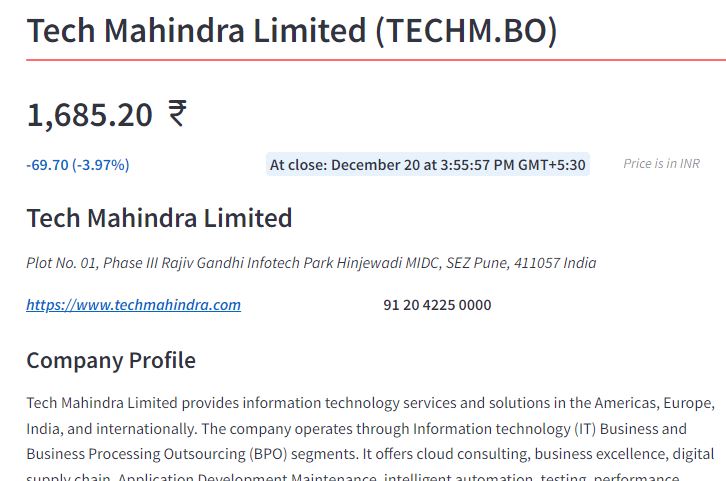 Tech Mahindra Limited (TECHM.BO)
1,685.20 ₹
-69.70 (-3.97%) At close: December 20 at 3:55:57 PM GMT+5:30 Price is in INR
Tech Mahindra Limited
Plot No. 01, Phase III Rajiv Gandhi Infotech Park Hinjewadi MIDC, SEZ Pune, 411057 India
https://www.techmahindra.com 91 20 4225 0000
Company Profile
Tech Mahindra Limited provides information technology services and solutions in the Americas, Europe,
India, and internationally. The company operates through Information technology (IT) Business and
Business Processing Outsourcing (BPO) segments. It offers cloud consulting, business excellence, digital
supply chain, Application Development Maintenance, intelligent automation, testing, performance